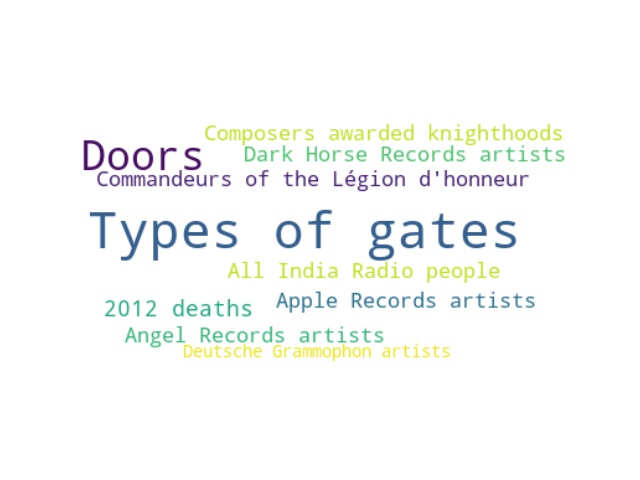 Composers awarded knighthoods
Doors
Dark Horse Records artists
Commandeurs of the Légion d'honneur
Types of gates
All India Radio people
Apple Records artists
2012 deaths
Angel Records artists
Deutsche Grammophon artists